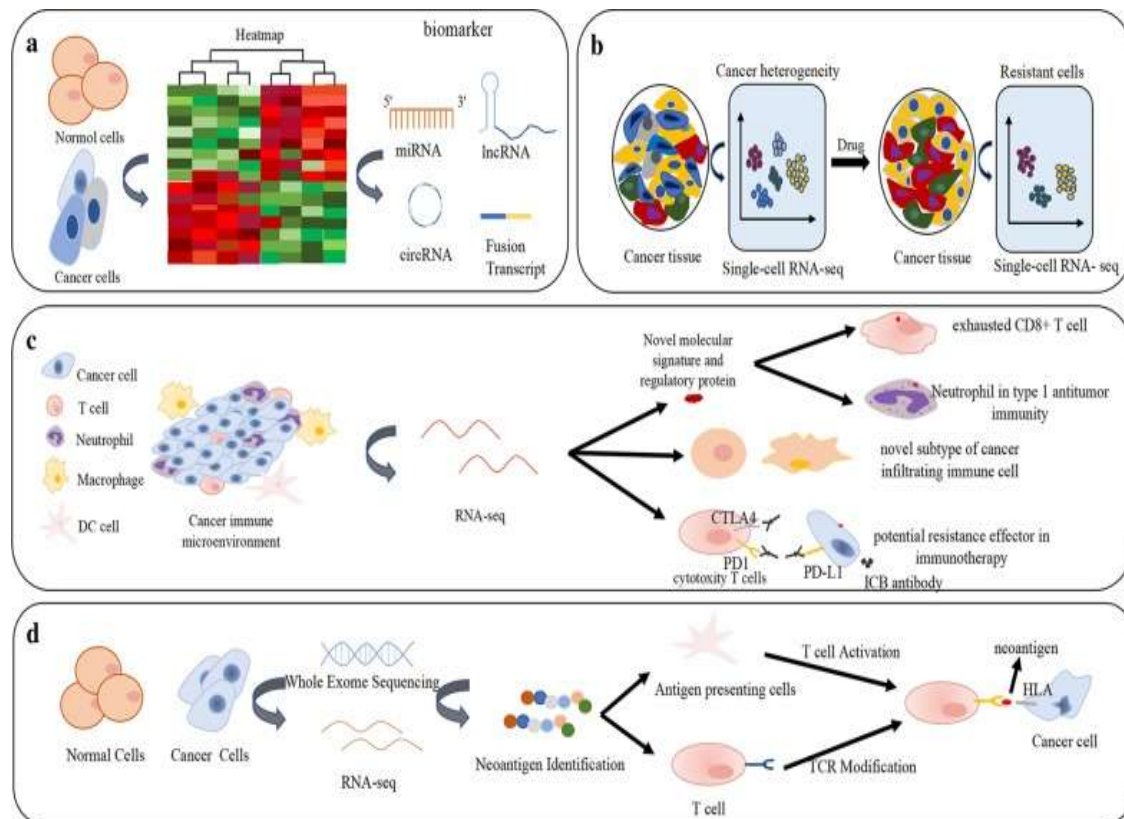 a
Heatmap
biomarker
Normol cells
Cancer cells
5'
3'
miRNA
lncRNA
circRNA
Fusion
Transcript
b
Cancer heterogencity
Resistant cells
Drug
Cancer tissue
Single-cell RNA-seq
Cancer tissue
Single-cell RNA- seq
c
Cancer cell
T cell
Neutrophil
Macrophage
DC cell
Cancer immune
microenvironment
RNA-seq
Novel molecular
signature and
regulatory protein
exhausted CD8+ T cell
Neutrophil in type 1 antitumor
immunity
novel subtype of cancer
infiltrating immune cell
CTLA4
PD1
cytotoxity T cells
PD-L1
potential resistance effector in
immunotherapy
ICB antibody
d
Normal Cells
Cancer Cells
Whole Exome Sequencing
RNA-seq
Neoantigen Identification
Antigen presenting cells
T cell
T cell Activation
TCR Modification
neoantigen
HLA
Cancer cell